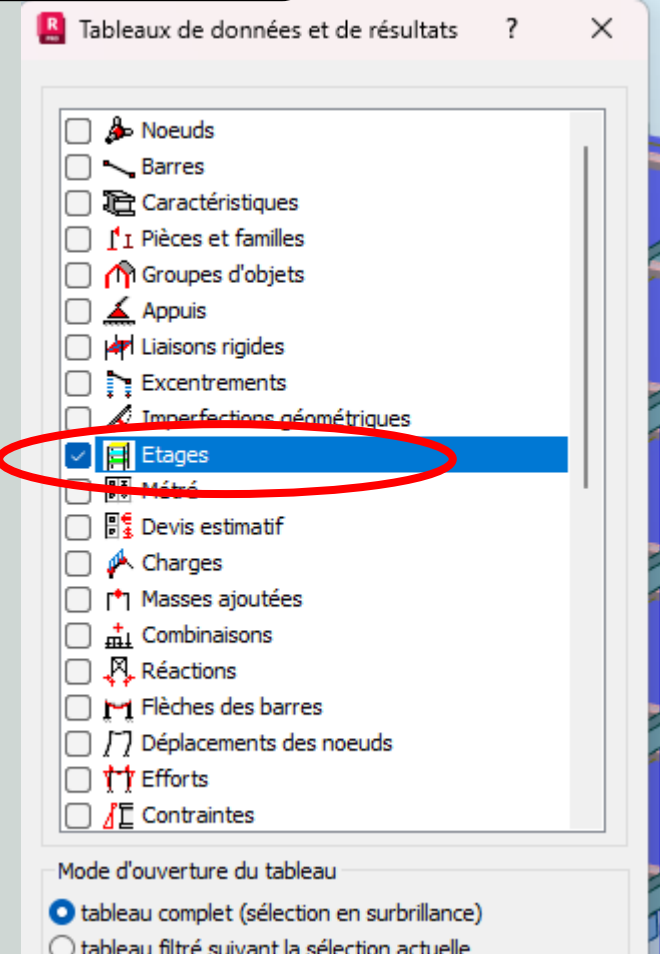 Tableaux de données et de résultats ?
Noeuds
Barres
Caractéristiques
Pièces et familles
Groupes d'objets
Appuis
Liaisons rigides
Excentrements
Imperfections géométriques
Etages
Métré
Devis estimatif
Charges
Masses ajoutées
Combinaisons
Réactions
Flèches des barres
Déplacements des noeuds
Efforts
Contraintes
Mode d'ouverture du tableau
tableau complet (sélection en surbrillance)
tableau filtré suivant la sélection actuelle